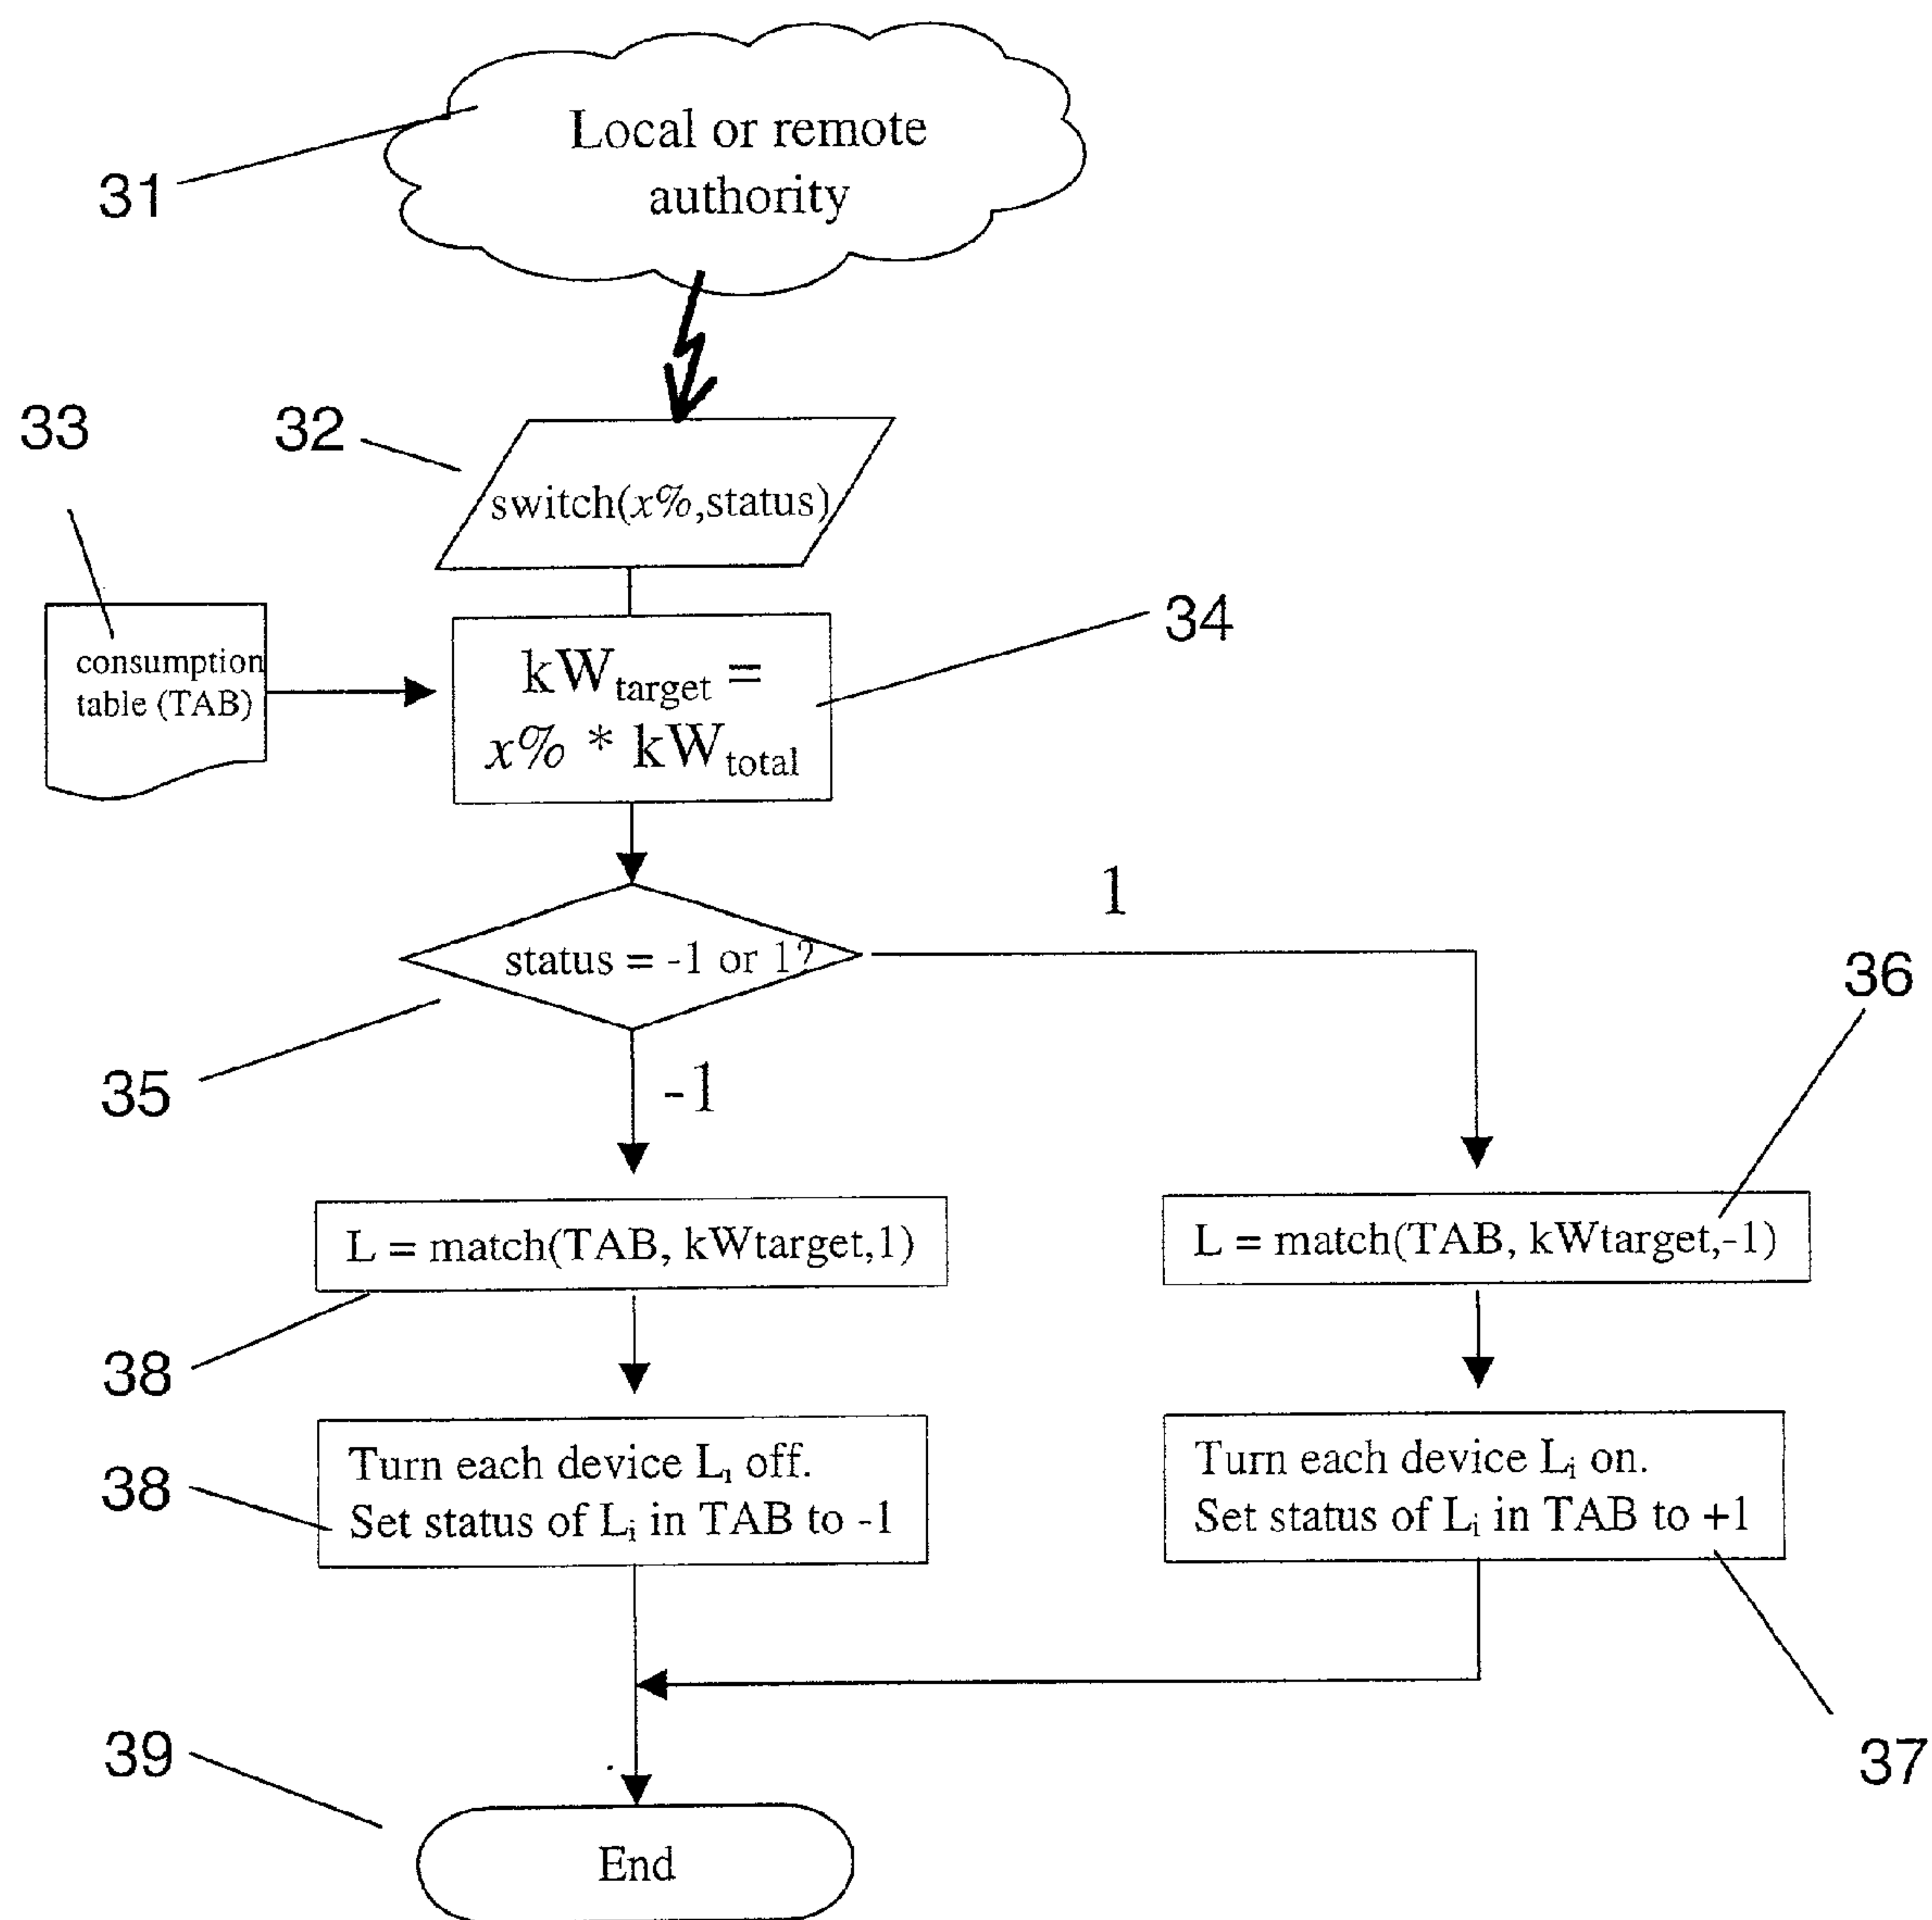 Local or remote
authority
31
33
32
switch(x%,status)
34
consumption
table (TAB)
kWtarget =
x% * kWtotal
1
status = -1 or 1?
36
35
-1
L = match(TAB, kWtarget,1)
L = match(TAB, kWtarget,-1)
38
Turn each device Li off.
Set status of Li in TAB to -1
38
Turn each device Li on.
Set status of Li in TAB to +1
39
37
End